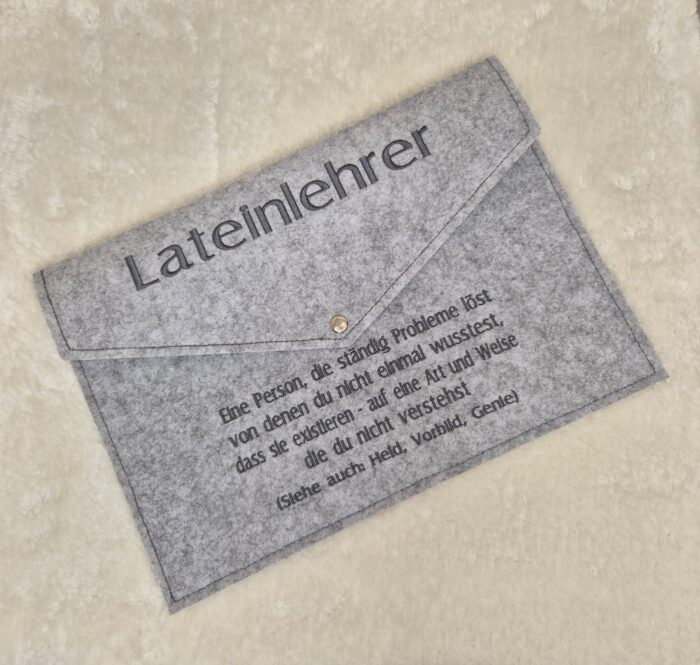 Lateinlehrer
Eine Person, die ständig Probleme löst
von denen du nicht einmal wusstest,
dass sie existieren - auf eine Art und Weise
die du nicht verstehst
(Siehe auch: Held, Vorbild, Genie)